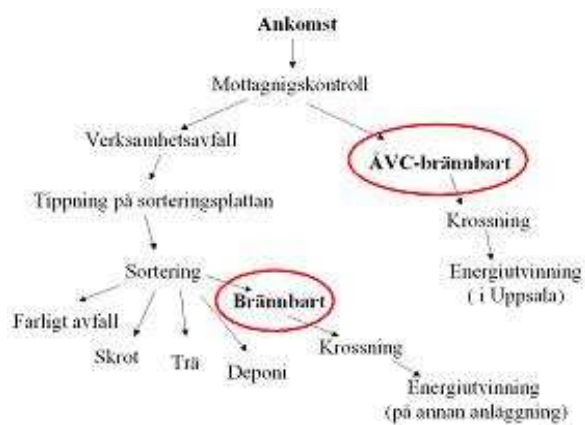 Ankomst
Mottagnigskontroll
Verksamhetsavfall
ÅVC-brännbart
Tippning på sorteringsplattan
Krossning
Sortering
Brännbart
Energiutvinning
( i Uppsala)
Farligt avfall
Skrot
Trä
Deponi
Krossning
Energiutvinning
(på annan anläggning)